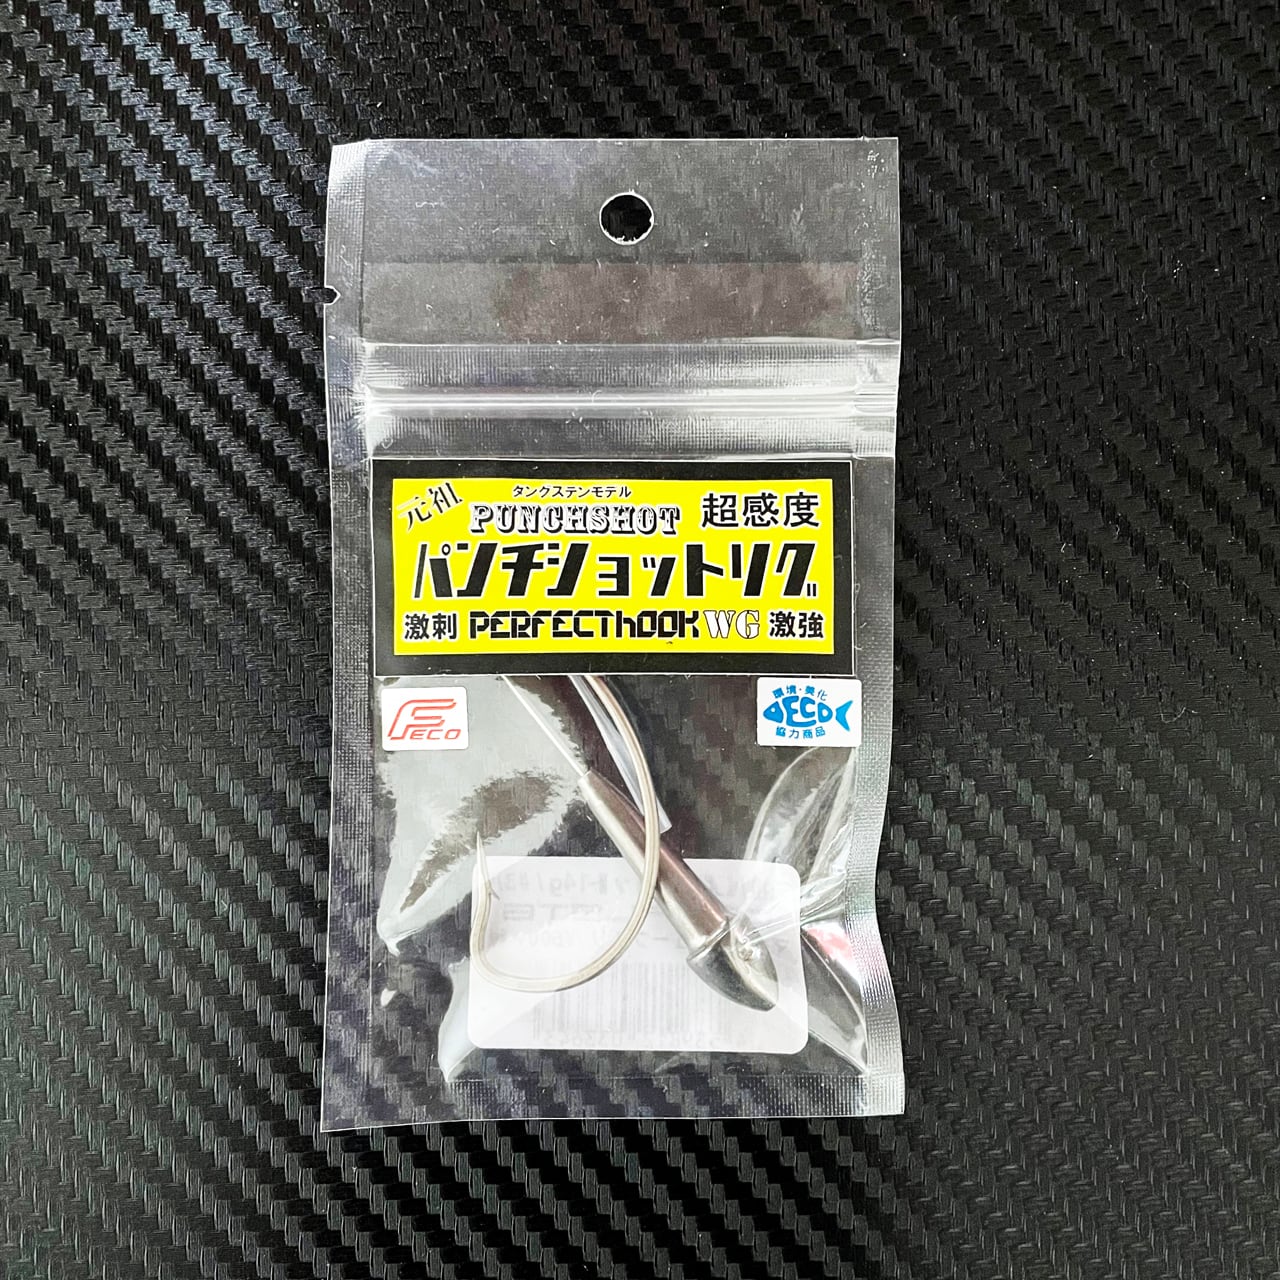 元祖
タングステンモデル
PUNCHSHOT
超感度
パンチショットリグ
激刺 PERFECThOOK WG 激強
FECO
環境・美化
DECO
協力商品